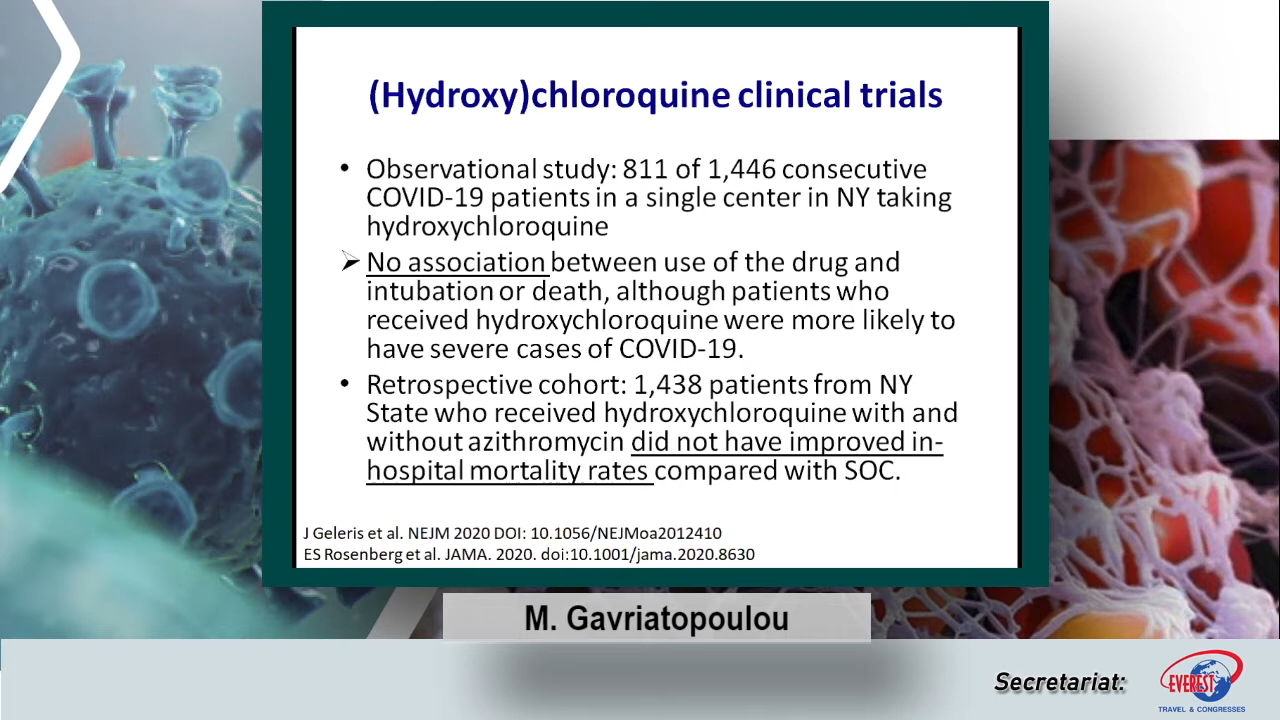 (Hydroxy)chloroquine clinical trials
• Observational study: 811 of 1,446 consecutive
COVID-19 patients in a single center in NY taking
hydroxychloroquine
➢ No association between use of the drug and
intubation or death, although patients who
received hydroxychloroquine were more likely to
have severe cases of COVID-19.
• Retrospective cohort: 1,438 patients from NY
State who received hydroxychloroquine with and
without azithromycin did not have improved in-
hospital mortality rates compared with SOC.
J Geleris et al. NEJM 2020 DOI: 10.1056/NEJMoa2012410
ES Rosenberg et al. JAMA. 2020. doi:10.1001/jama.2020.8630
M. Gavriatopoulou
Secretariat:
EVEREST
TRAVEL & CONGRESSES